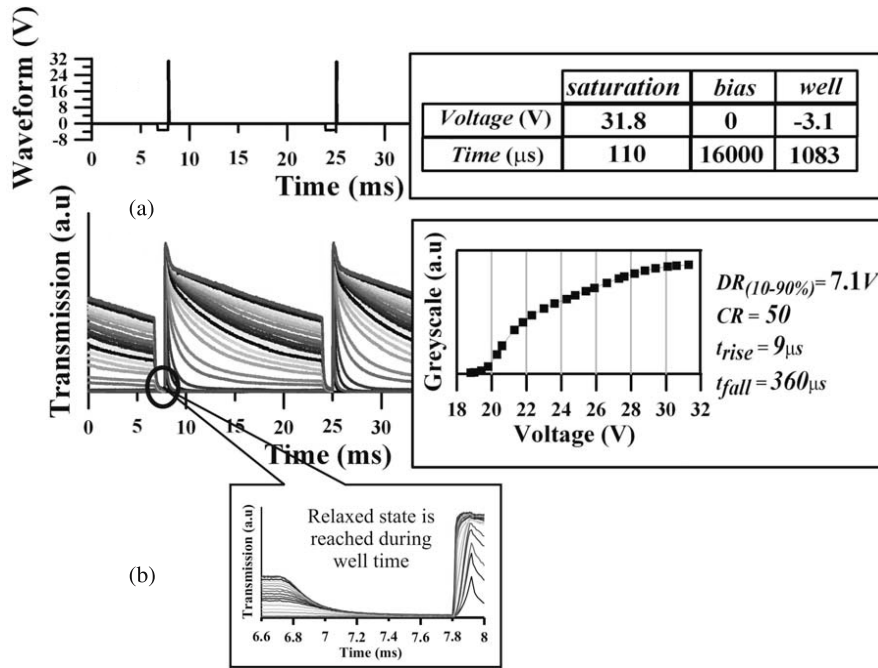 Waveform (V)
32
24
16
8
0
-8
0 5 10 15 20 25 30
Time (ms)
(a)
saturation bias well
Voltage (V) 31.8 0 -3.1
Time (µs) 110 16000 1083
Transmission (a.u)
0 5 10 15 20 25 30
Time (ms)
Greyscale (a.u)
18 20 22 24 26 28 30 32
Voltage (V)
DR(10-90%)= 7.1V
CR = 50
trise = 9µs
tfall = 360µs
(b)
Transmission (a.u)
Relaxed state is
reached during
well time
6.6 6.8 7 7.2 7.4 7.6 7.8 8
Time (ms)